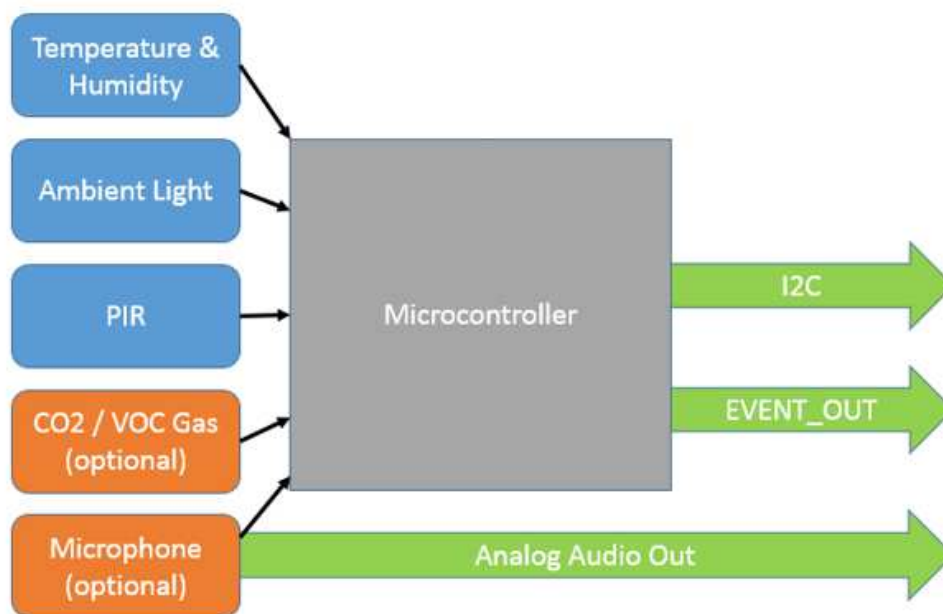 Temperature &
Humidity
Ambient Light
PIR
CO2 / VOC Gas
(optional)
Microphone
(optional)
Microcontroller
I2C
EVENT_OUT
Analog Audio Out